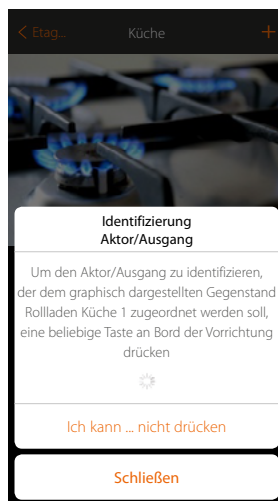 < Etag... Küche +
Identifizierung
Aktor/Ausgang
Um den Aktor/Ausgang zu identifizieren,
der dem graphisch dargestellten Gegenstand
Rollladen Küche 1 zugeordnet werden soll,
eine beliebige Taste an Bord der Vorrichtung
drücken
Ich kann ... nicht drücken
Schließen